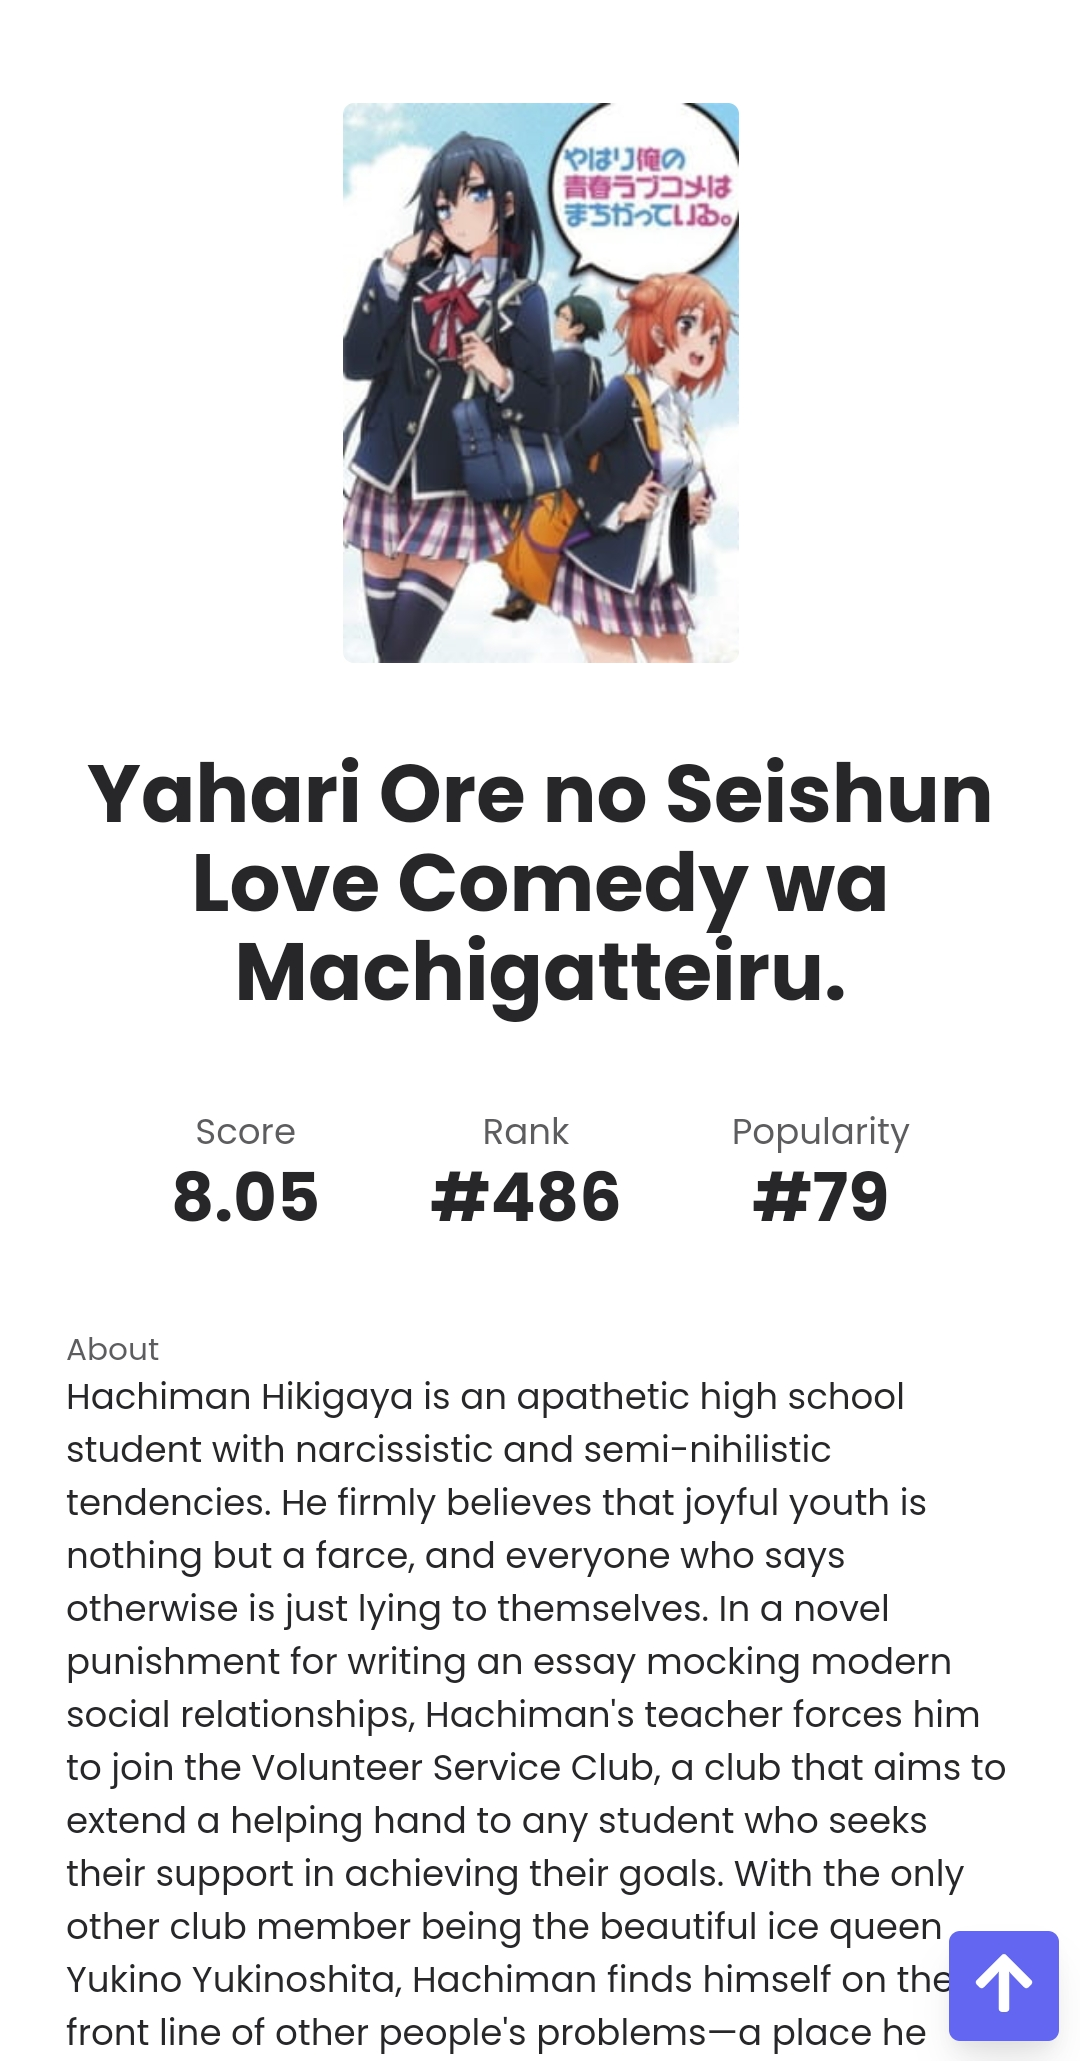 やはり俺の
青春ラブコメは
まちがっている。
Yahari Ore no Seishun
Love Comedy wa
Machigatteiru.
Score Rank Popularity
8.05 #486 #79
About
Hachiman Hikigaya is an apathetic high school
student with narcissistic and semi-nihilistic
tendencies. He firmly believes that joyful youth is
nothing but a farce, and everyone who says
otherwise is just lying to themselves. In a novel
punishment for writing an essay mocking modern
social relationships, Hachiman's teacher forces him
to join the Volunteer Service Club, a club that aims to
extend a helping hand to any student who seeks
their support in achieving their goals. With the only
other club member being the beautiful ice queen
Yukino Yukinoshita, Hachiman finds himself on the
front line of other people's problems—a place he